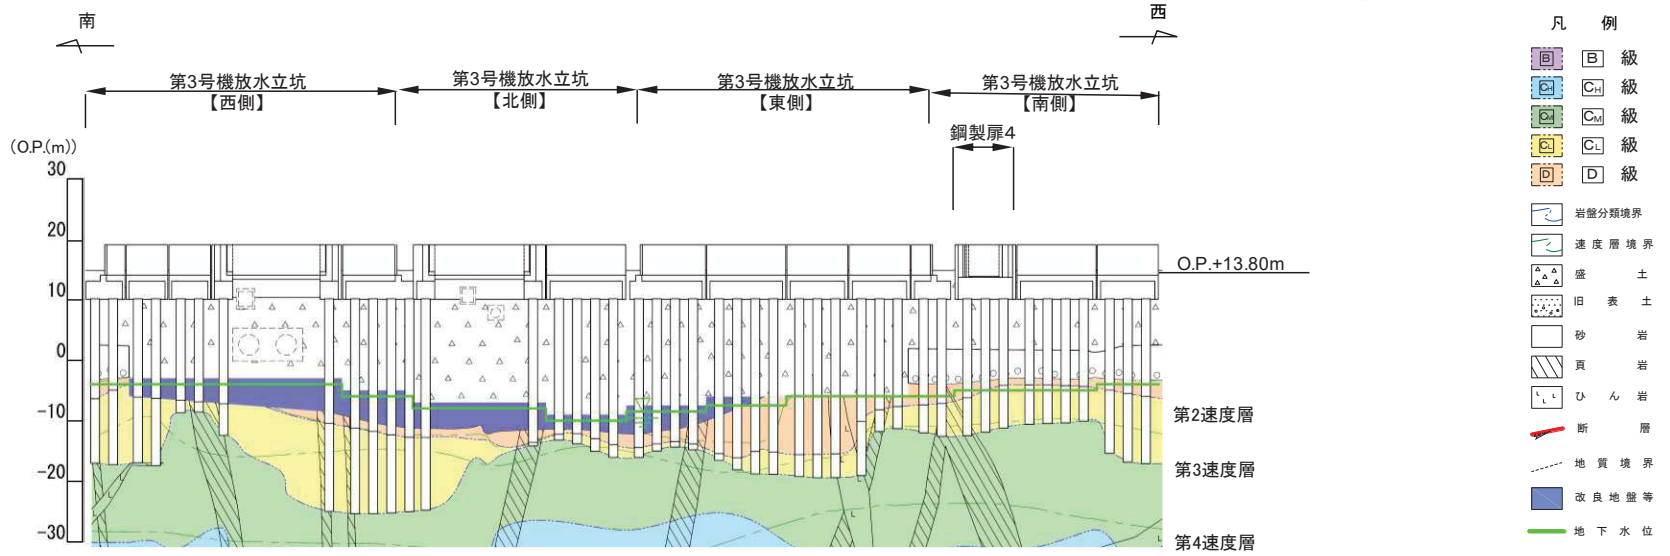 南
西
第3号機放水立坑
【西側】
第3号機放水立坑
【北側】
第3号機放水立坑
【東側】
第3号機放水立坑
【南側】
鋼製扉4
(O.P.(m))
30
20
10
0
-10
-20
-30
O.P.+13.80m
第2速度層
第3速度層
第4速度層
凡 例
B B 級
CH CH 級
CM CM 級
CL CL 級
D D 級
岩盤分類境界
速度層境界
盛 土
旧 表 土
砂 岩
頁 岩
ひ ん 岩
断 層
地 質 境 界
改 良 地 盤 等
地 下 水 位